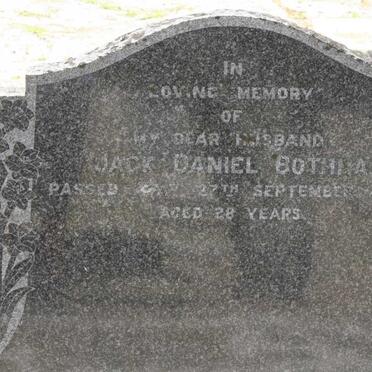 IN
LOVING MEMORY
OF
MY DEAR HUSBAND
JACK DANIEL BOTHMA
PASSED AWAY 27TH SEPTEMBER
AGED 28 YEARS